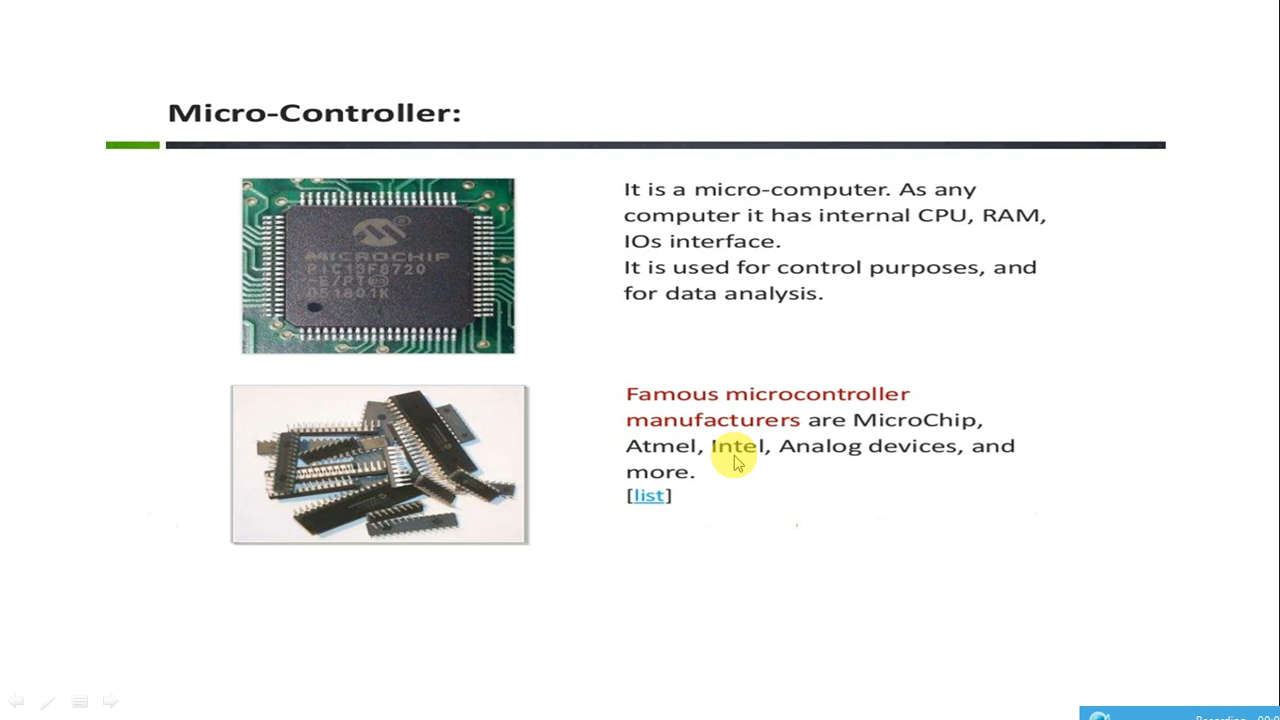 Micro-Controller:
It is a micro-computer. As any
computer it has internal CPU, RAM,
IOs interface.
It is used for control purposes, and
for data analysis.
MICROCHIP
Famous microcontroller
manufacturers are MicroChip,
Atmel, Intel, Analog devices, and
more.
[list]